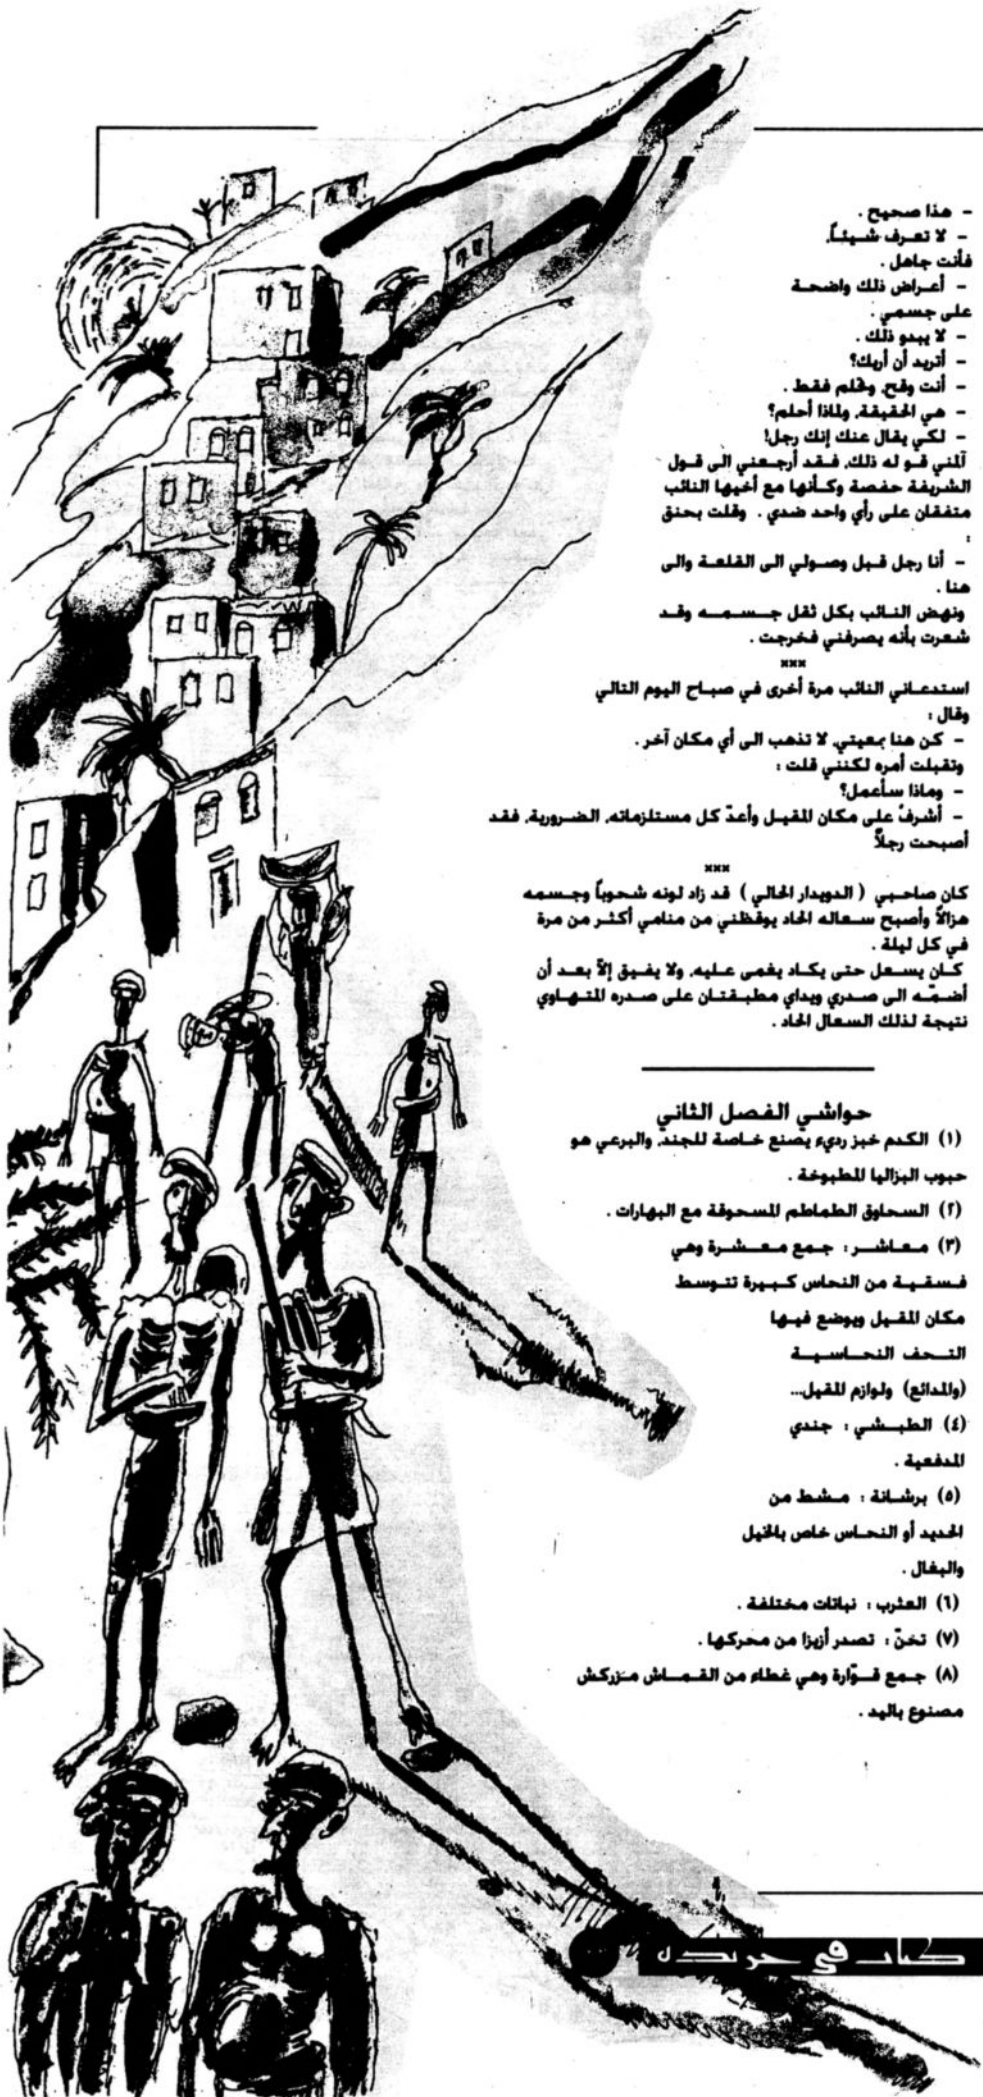 - هذا صحيح .
- لا تعرف شيئاً،
فأنت جاهل .
- أعراض ذلك واضحة
على جسمي .
- لا يبدو ذلك .
- أتريد أن أريك؟
- أنت وقح، وتحلم فقط .
- هي الحقيقة، ولماذا أحلم؟
- لكي يقال عنك إنك رجل!
آلمني قو له ذلك، فقد أرجعني الى قول
الشريفة حفصة وكأنها مع أخيها النائب
متفقان على رأي واحد ضدي . وقلت بحنق
:
- أنا رجل قبل وصولي الى القلعة والى
هنا .
ونهض النائب بكل ثقل جسمه وقد
شعرت بأنه يصرفني فخرجت .
×××
استدعاني النائب مرة أخرى في صباح اليوم التالي
وقال :
- كن هنا بمعيتي، لا تذهب الى أي مكان آخر .
وتقبلت أمره لكنني قلت :
- وماذا سأعمل؟
- أشرفْ على مكان المقيل وأعدّ كل مستلزماته، الضرورية، فقد
أصبحت رجلاً
×××
كان صاحبي ( الدويدار الحالي ) قد زاد لونه شحوباً وجسمه
هزالاً وأصبح سعاله الحاد يوقظني من منامي أكثر من مرة
في كل ليلة .
كان يسعل حتى يكاد يغمى عليه، ولا يفيق إلاّ بعد أن
أضمّه الى صدري ويداي مطبقتان على صدره المتهاوي
نتيجة لذلك السعال الحاد .
حواشي الفصل الثاني
(١) الكدم خبز رديء يصنع خاصة للجند، والبرعي هو
حبوب البزاليا المطبوخة .
(٢) السحاوق الطماطم المسحوقة مع البهارات .
(٣) معاشر : جمع معشرة وهي
فسقية من النحاس كبيرة تتوسط
مكان المقيل ويوضع فيها
التحف النحاسية
(والمدائع) ولوازم المقيل...
(٤) الطبشي : جندي
المدفعية .
(٥) برشانة : مشط من
الحديد أو النحاس خاص بالخيل
والبغال .
(٦) العثرب : نباتات مختلفة .
(٧) تخنّ : تصدر أزيزا من محركها .
(٨) جمع قوّارة وهي غطاء من القماش مزركش
مصنوع باليد .
كتاب في جريدة